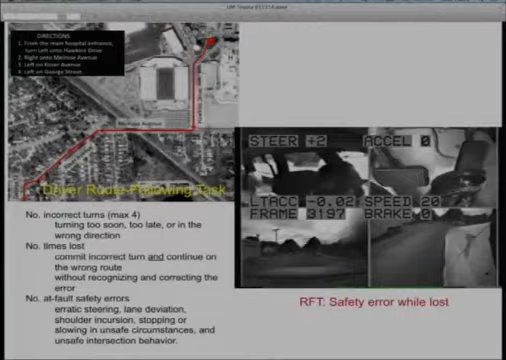 DIRECTIONS
1. From the main hospital entrance,
turn Left onto Hawkins Drive
2. Right onto Melrose Avenue
3. Left on Koser Avenue
4. Left on George Street
Melrose Avenue
Driver Route-Following Task
No. incorrect turns (max 4)
turning too soon, too late, or in the
wrong direction
No. times lost
commit incorrect turn and continue on
the wrong route
without recognizing and correcting the
error
No. at-fault safety errors
erratic steering, lane deviation,
shoulder incursion, stopping or
slowing in unsafe circumstances, and
unsafe intersection behavior.
STEER +2 ACCEL 0
LTACC -0.02 SPEED 20
FRAME 3197 BRAKE 0
RFT: Safety error while lost